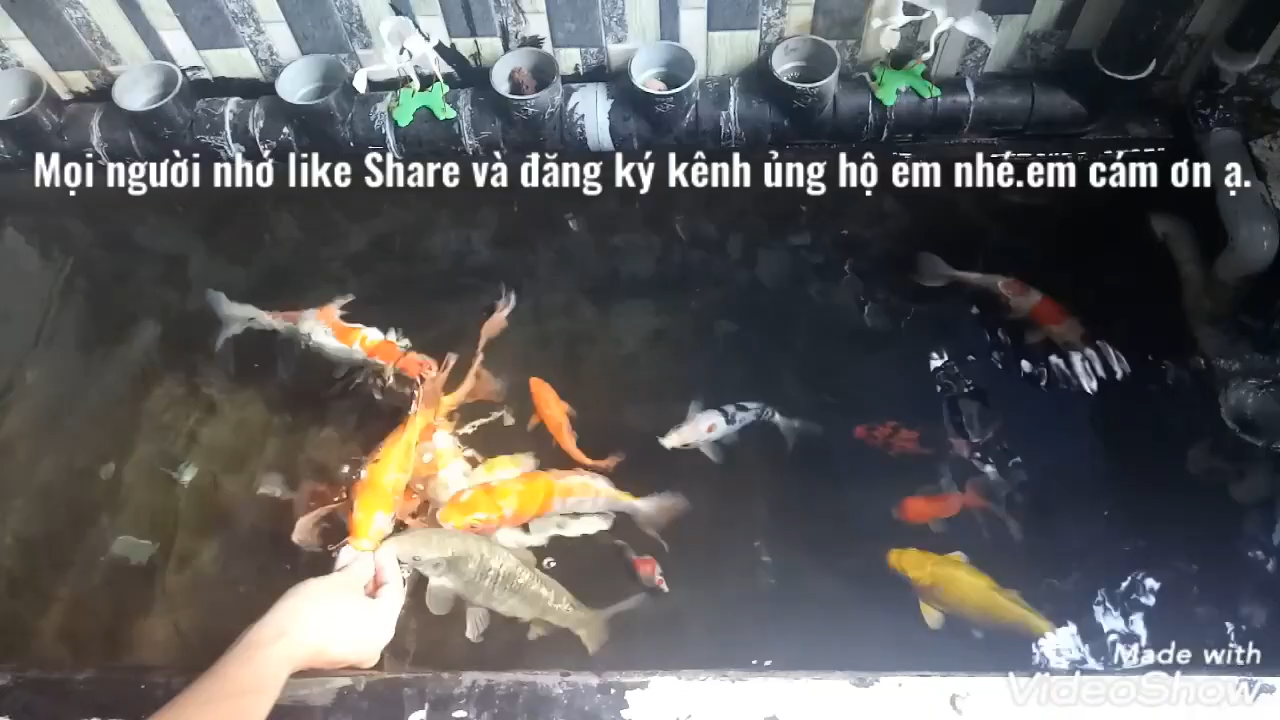 Mọi người nhớ like Share và đăng ký kênh ủng hộ em nhé.em cám ơn ạ.
Made with
VideoShow